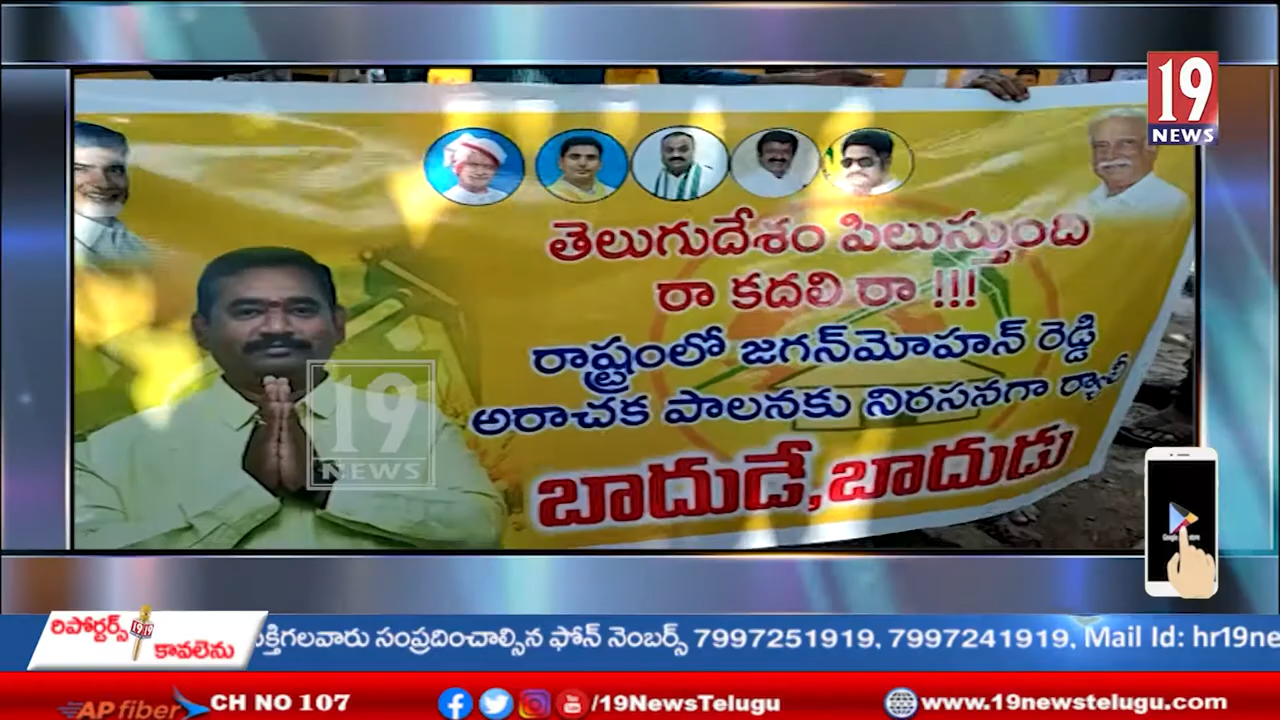 19
NEWS
తెలుగుదేశం పిలుస్తుంది
రా కదలి రా !!!
రాష్ట్రంలో జగన్‌మోహన్ రెడ్డి
అరాచక పాలనకు నిరసనగా ర్యాలీ
బాదుడే, బాదుడు
19
NEWS
రిపోర్టర్స్
కావలెను
సంప్రదించాల్సిన ఫోన్ నెంబర్స్ 7997251919, 7997241919, Mail Id: hr19ne
AP fiber CH NO 107 /19NewsTelugu www.19newstelugu.com